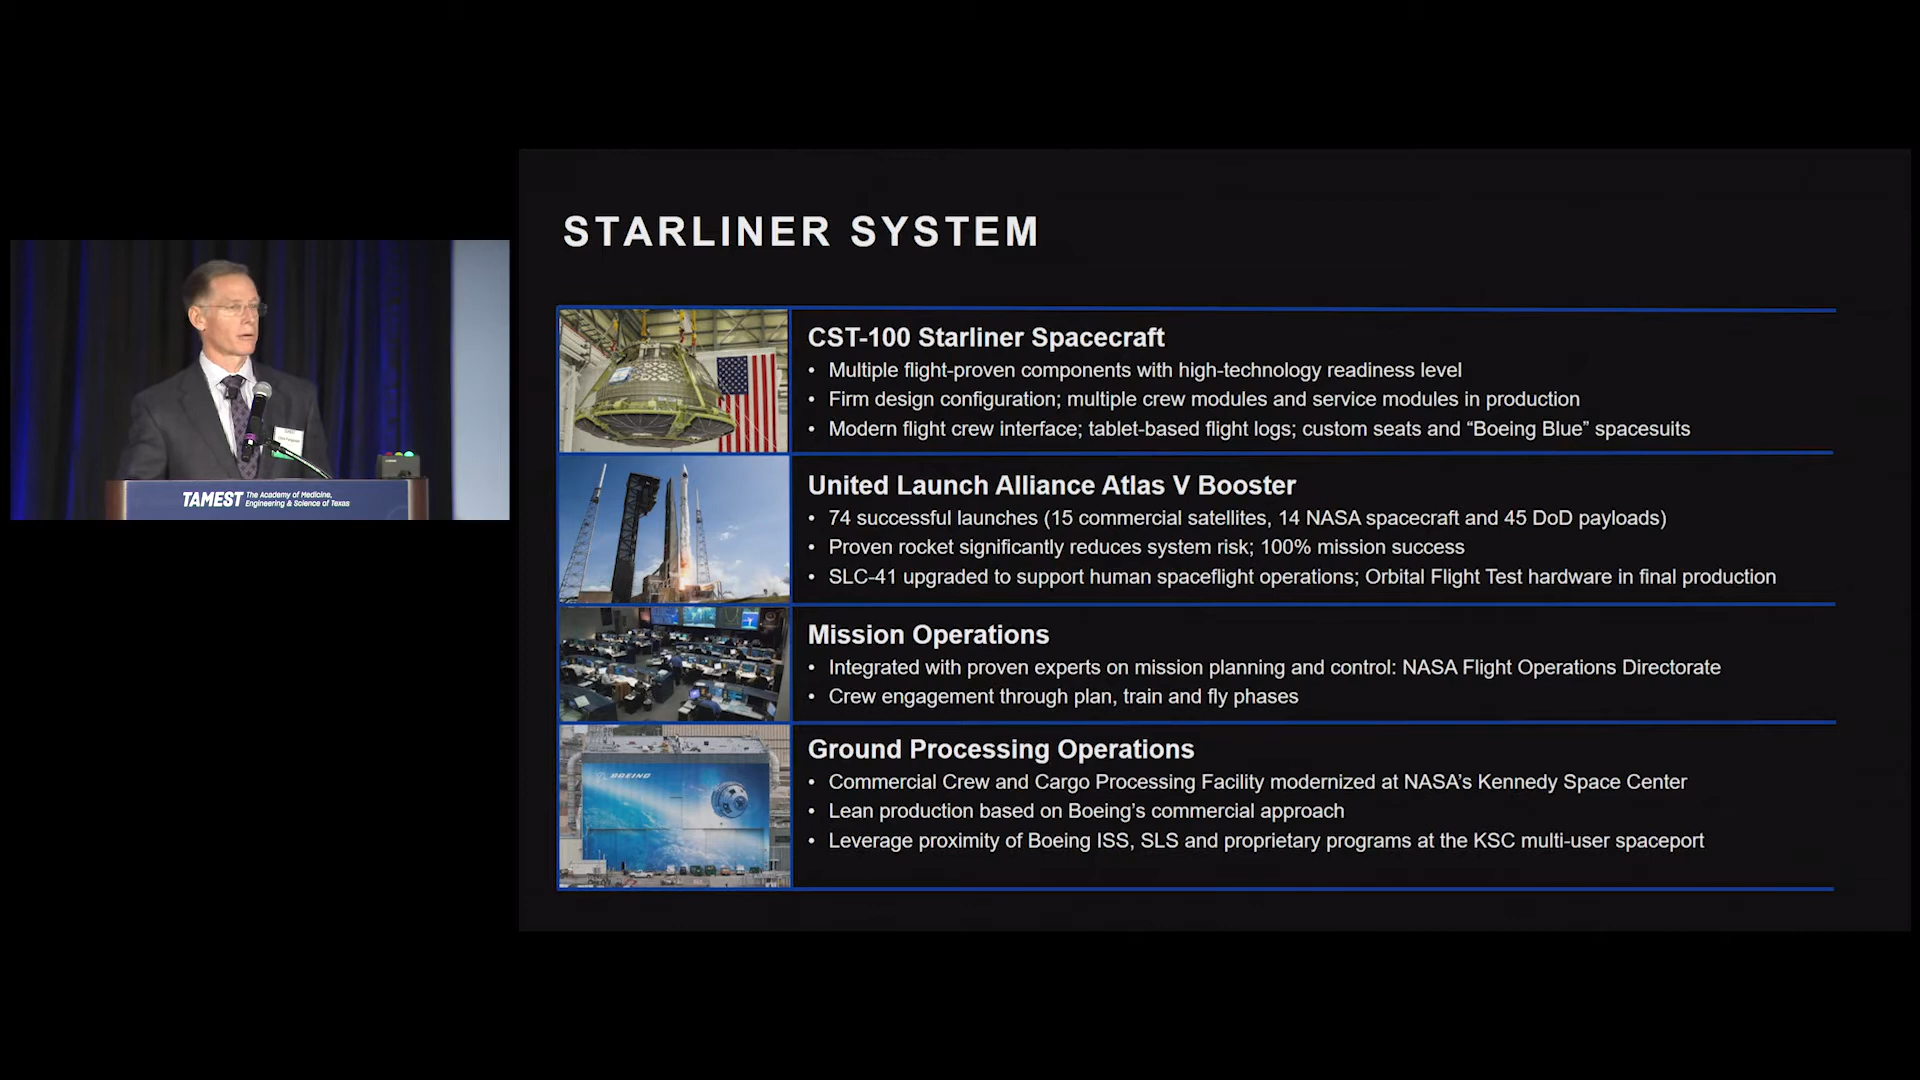 STARLINER SYSTEM
CST-100 Starliner Spacecraft
• Multiple flight-proven components with high-technology readiness level
• Firm design configuration; multiple crew modules and service modules in production
• Modern flight crew interface; tablet-based flight logs; custom seats and “Boeing Blue” spacesuits
United Launch Alliance Atlas V Booster
• 74 successful launches (15 commercial satellites, 14 NASA spacecraft and 45 DoD payloads)
• Proven rocket significantly reduces system risk; 100% mission success
• SLC-41 upgraded to support human spaceflight operations; Orbital Flight Test hardware in final production
Mission Operations
• Integrated with proven experts on mission planning and control: NASA Flight Operations Directorate
• Crew engagement through plan, train and fly phases
BOEING
Ground Processing Operations
• Commercial Crew and Cargo Processing Facility modernized at NASA’s Kennedy Space Center
• Lean production based on Boeing’s commercial approach
• Leverage proximity of Boeing ISS, SLS and proprietary programs at the KSC multi-user spaceport
TAMEST The Academy of Medicine,
Engineering & Science of Texas